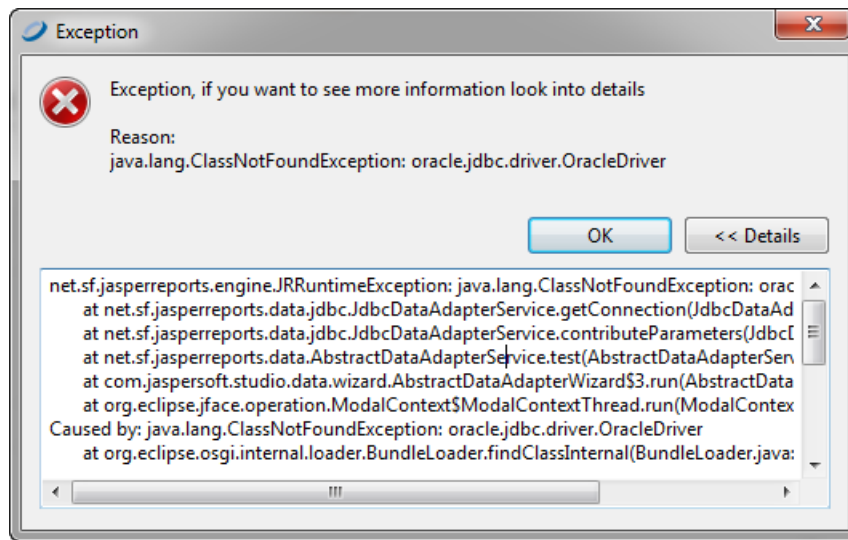 Exception
Exception, if you want to see more information look into details
Reason:
java.lang.ClassNotFoundException: oracle.jdbc.driver.OracleDriver
OK
<< Details
net.sf.jasperreports.engine.JRRuntimeException: java.lang.ClassNotFoundException: orac
at net.sf.jasperreports.data.jdbc.JdbcDataAdapterService.getConnection(JdbcDataAd
at net.sf.jasperreports.data.jdbc.JdbcDataAdapterService.contributeParameters(JdbcD
at net.sf.jasperreports.data.AbstractDataAdapterService.test(AbstractDataAdapterServ
at com.jaspersoft.studio.data.wizard.AbstractDataAdapterWizard$3.run(AbstractData
at org.eclipse.jface.operation.ModalContext$ModalContextThread.run(ModalContex
Caused by: java.lang.ClassNotFoundException: oracle.jdbc.driver.OracleDriver
at org.eclipse.osgi.internal.loader.BundleLoader.findClassInternal(BundleLoader.java: